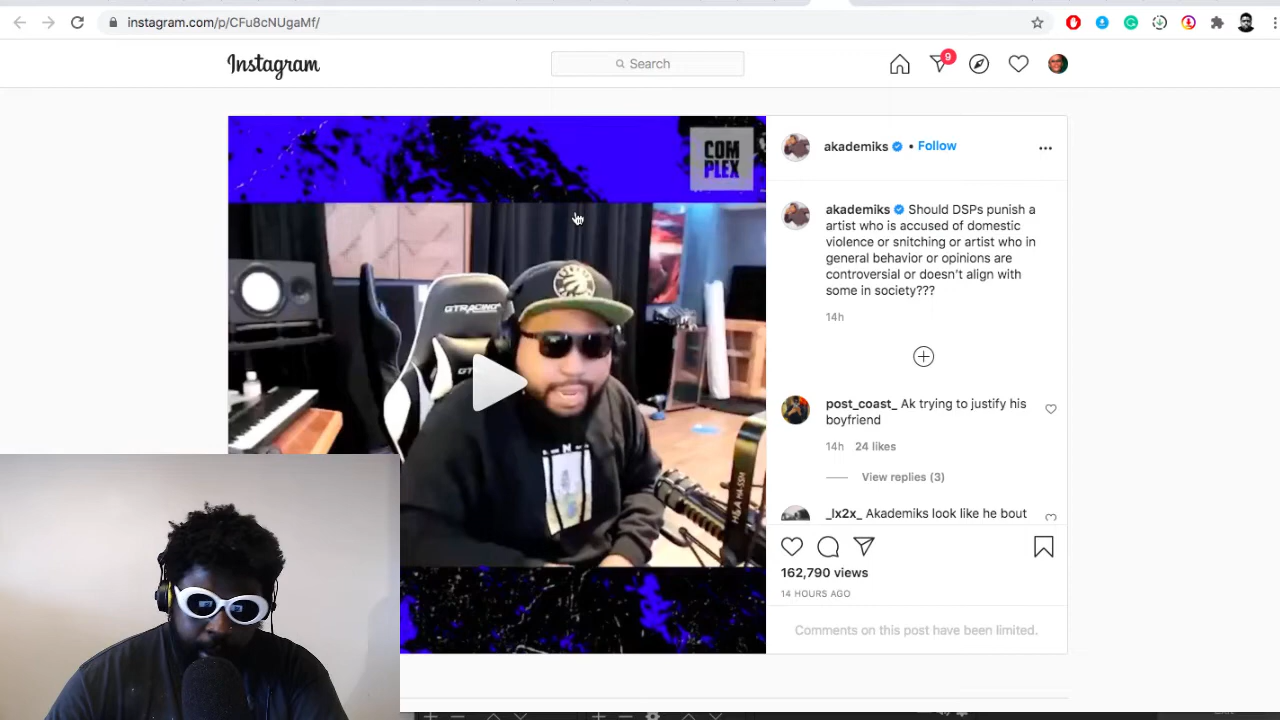 instagram.com/p/CFu8cNUgaMf/
Instagram
Search
9
COM
PLEX
akademiks • Follow
akademiks Should DSPs punish a
artist who is accused of domestic
violence or snitching or artist who in
general behavior or opinions are
controversial or doesn't align with
some in society???
14h
post_coast_ Ak trying to justify his
boyfriend
14h 24 likes
View replies (3)
_lx2x_ Akademiks look like he bout
162,790 views
14 HOURS AGO
Comments on this post have been limited.
GTRACING